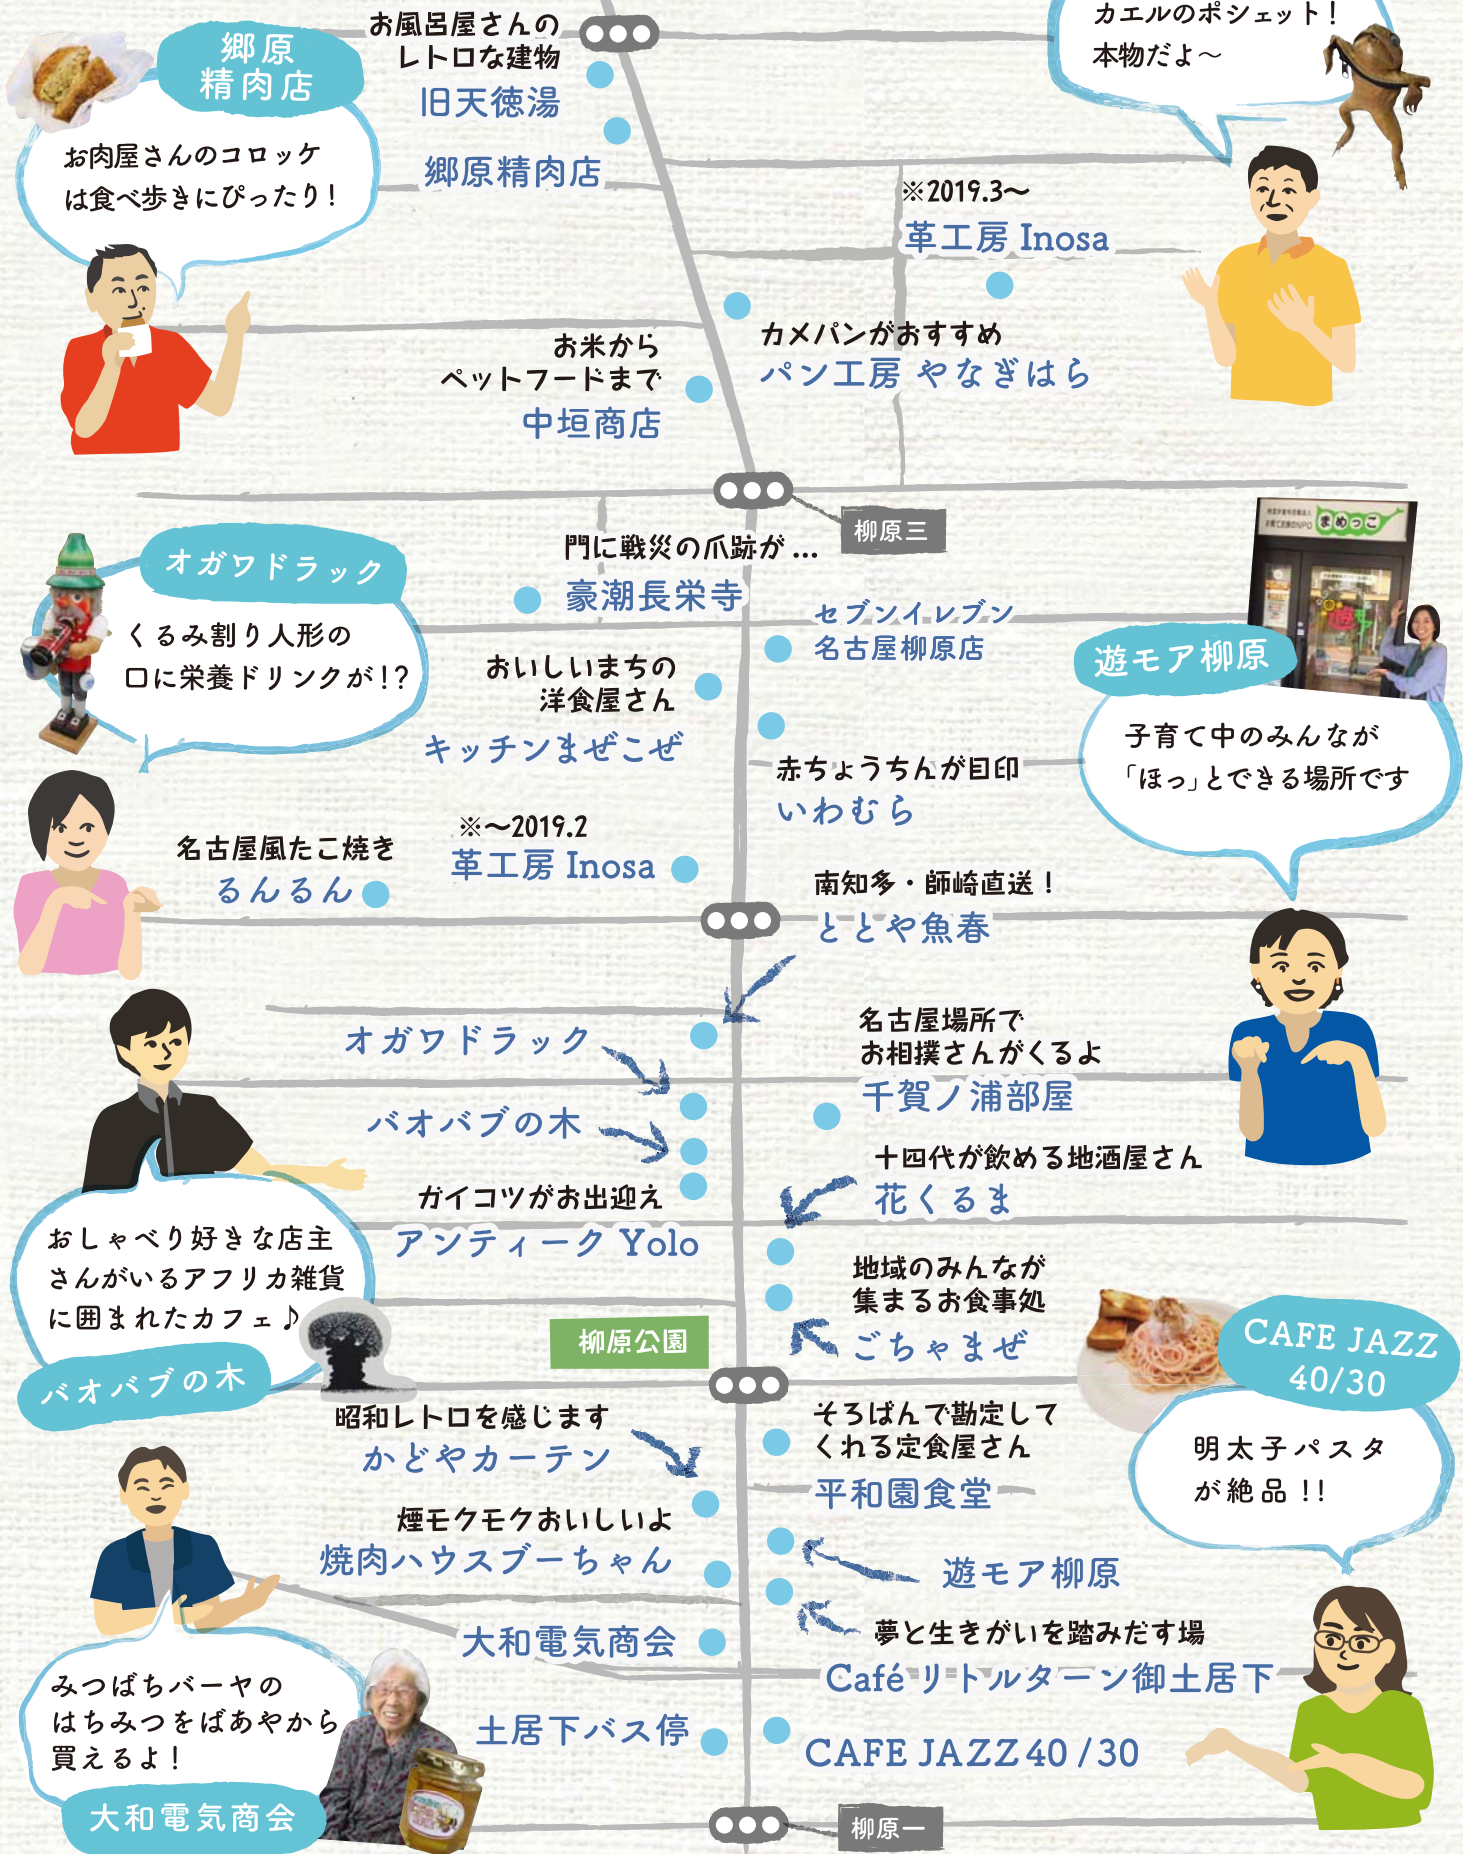 カエルのポシェット！
本物だよ〜
郷原
精肉店
お肉屋さんのコロッケ
は食べ歩きにぴったり！
お風呂屋さんの
レトロな建物
旧天徳湯
郷原精肉店
※2019.3〜
革工房 Inosa
カメパンがおすすめ
パン工房 やなぎはら
お米から
ペットフードまで
中垣商店
柳原三
オガワドラック
くるみ割り人形の
口に栄養ドリンクが！？
門に戦災の爪跡が…
豪潮長栄寺
セブンイレブン
名古屋柳原店
まめっこ
遊モア柳原
子育て中のみんなが
「ほっ」とできる場所です
おいしいまちの
洋食屋さん
キッチンまぜこぜ
赤ちょうちんが目印
いわむら
名古屋風たこ焼き
るんるん
※〜2019.2
革工房 Inosa
南知多・師崎直送！
ととや魚春
オガワドラック
名古屋場所で
お相撲さんがくるよ
千賀ノ浦部屋
バオバブの木
十四代が飲める地酒屋さん
花くるま
ガイコツがお出迎え
アンティーク Yolo
おしゃべり好きな店主
さんがいるアフリカ雑貨
に囲まれたカフェ♪
バオバブの木
地域のみんなが
集まるお食事処
ごちゃまぜ
柳原公園
CAFE JAZZ
40/30
明太子パスタ
が絶品！！
昭和レトロを感じます
かどやカーテン
そろばんで勘定して
くれる定食屋さん
平和園食堂
煙モクモクおいしいよ
焼肉ハウスブーちゃん
遊モア柳原
大和電気商会
夢と生きがいを踏みだす場
Café リトルターン御土居下
みつばちバーヤの
はちみつをばあやから
買えるよ！
大和電気商会
土居下バス停
CAFE JAZZ 40 / 30
柳原一